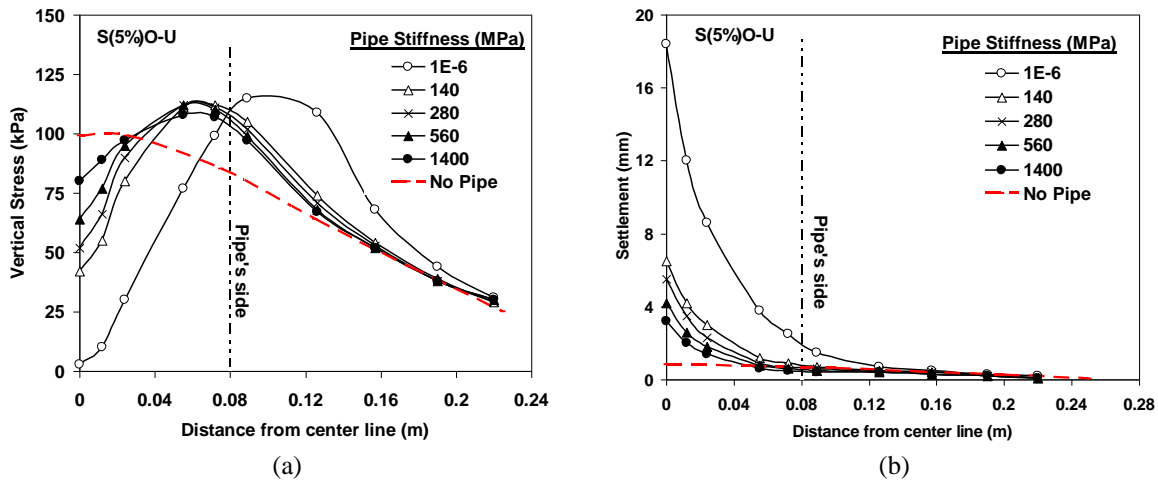 S(5%)O-U
Pipe Stiffness (MPa)
1E-6
140
280
560
1400
No Pipe
Pipe's side
Vertical Stress (kPa)
150
125
100
75
50
25
0
0 0.04 0.08 0.12 0.16 0.2 0.24
Distance from center line (m)
(a)
S(5%)O-U
Pipe Stiffness (MPa)
1E-6
140
280
560
1400
No Pipe
Pipe's side
Settlement (mm)
20
16
12
8
4
0
0 0.04 0.08 0.12 0.16 0.2 0.24 0.28
Distance from center line (m)
(b)